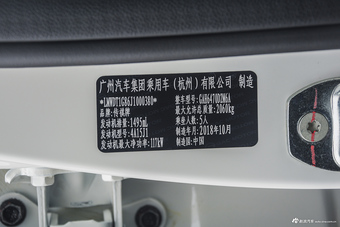 广州汽车集团乘用车（杭州）有限公司 制造
*LMWDT1G86J1000380*
整车型号:GAH6470D2M6A
品牌:传祺牌
最大允许总质量:2060kg
发动机排量:1495mL
乘坐人数:5人
发动机型号:4A15J1
制造年月:2018年10月
发动机最大净功率:117kW
制造国:中国